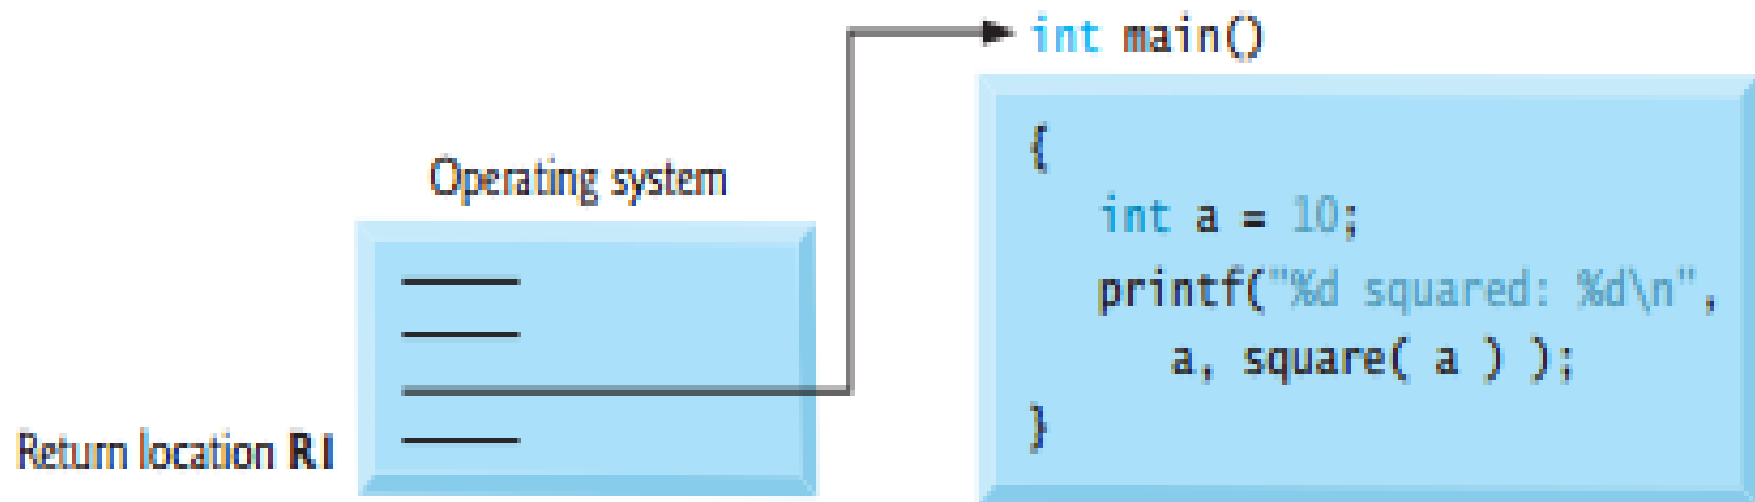 int main()
Operating system
{
int a = 10;
printf("%d squared: %d\n",
a, square( a ) );
}
Return location R1